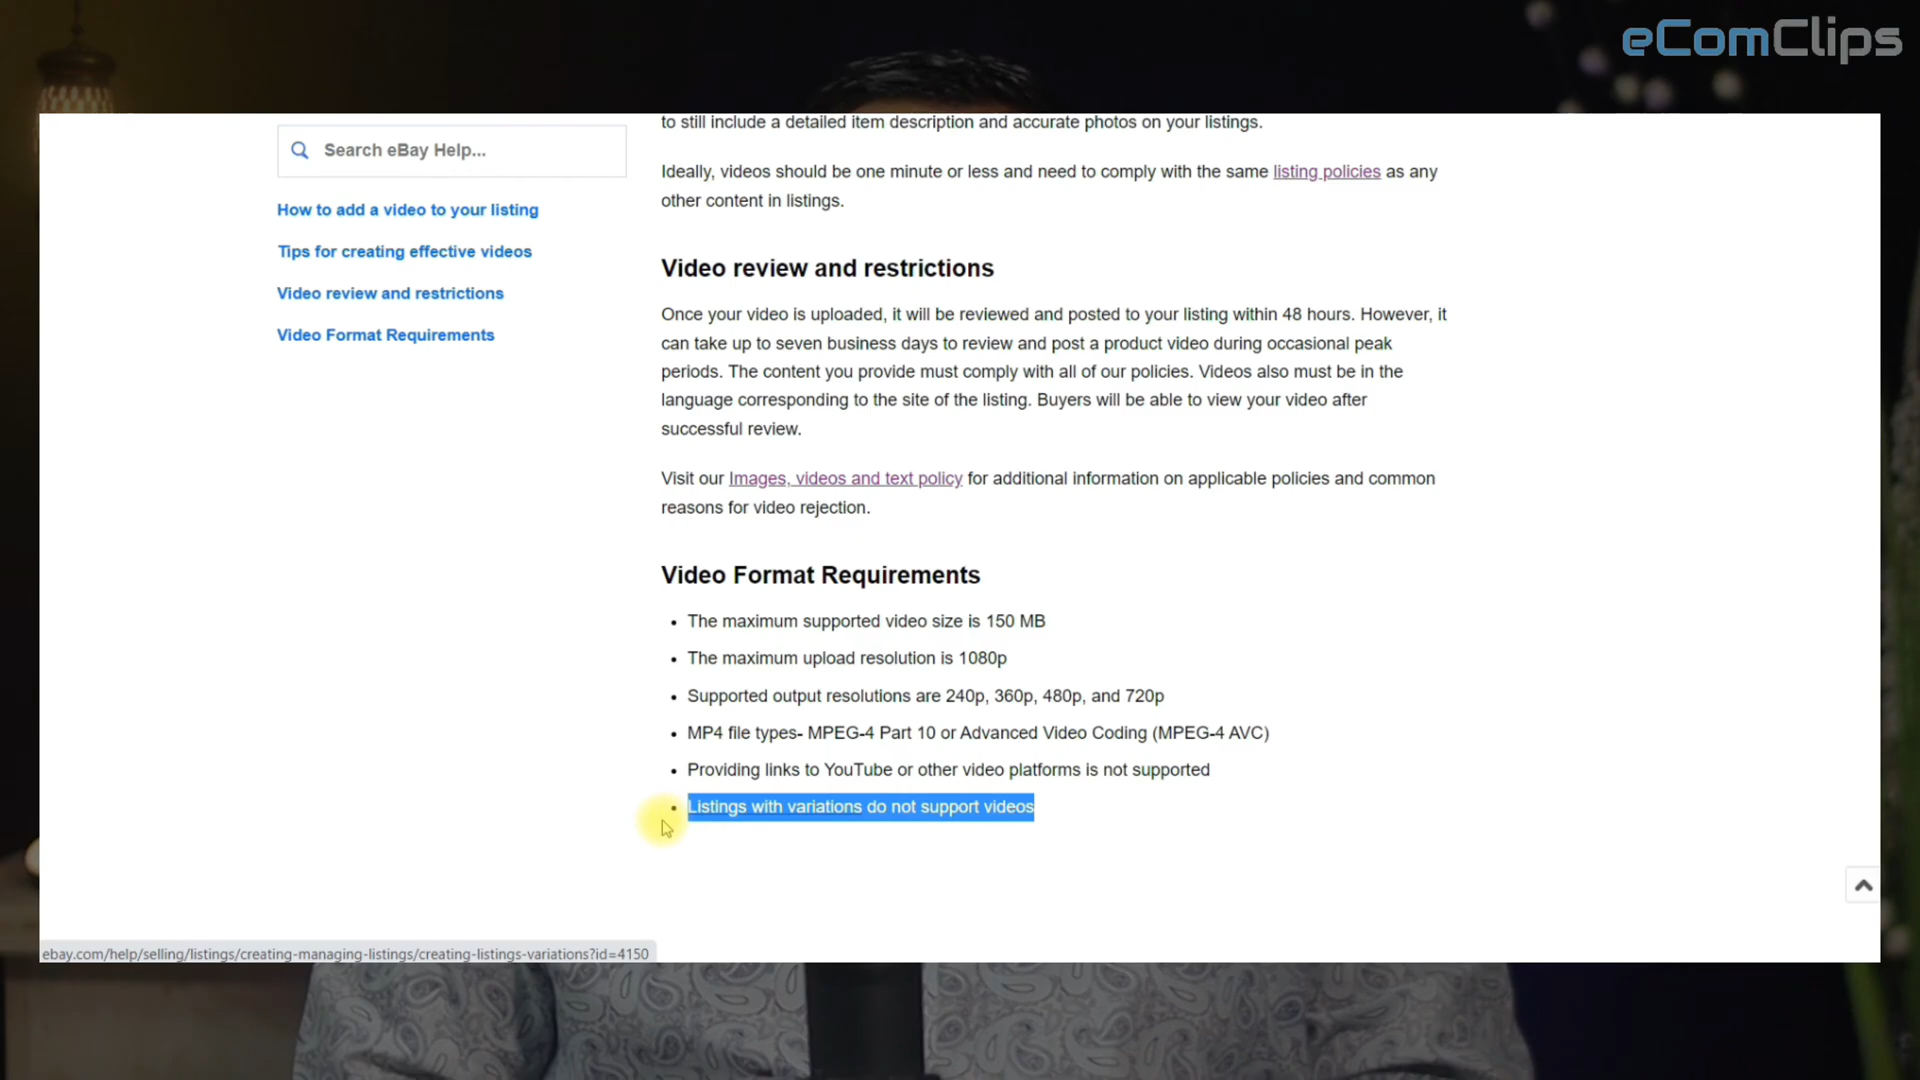 eComClips
to still include a detailed item description and accurate photos on your listings.
Search eBay Help...
How to add a video to your listing
Tips for creating effective videos
Video review and restrictions
Video Format Requirements
Ideally, videos should be one minute or less and need to comply with the same listing policies as any
other content in listings.
Video review and restrictions
Once your video is uploaded, it will be reviewed and posted to your listing within 48 hours. However, it
can take up to seven business days to review and post a product video during occasional peak
periods. The content you provide must comply with all of our policies. Videos also must be in the
language corresponding to the site of the listing. Buyers will be able to view your video after
successful review.
Visit our Images, videos and text policy for additional information on applicable policies and common
reasons for video rejection.
Video Format Requirements
• The maximum supported video size is 150 MB
• The maximum upload resolution is 1080p
• Supported output resolutions are 240p, 360p, 480p, and 720p
• MP4 file types- MPEG-4 Part 10 or Advanced Video Coding (MPEG-4 AVC)
• Providing links to YouTube or other video platforms is not supported
• Listings with variations do not support videos
ebay.com/help/selling/listings/creating-managing-listings/creating-listings-variations?id=4150